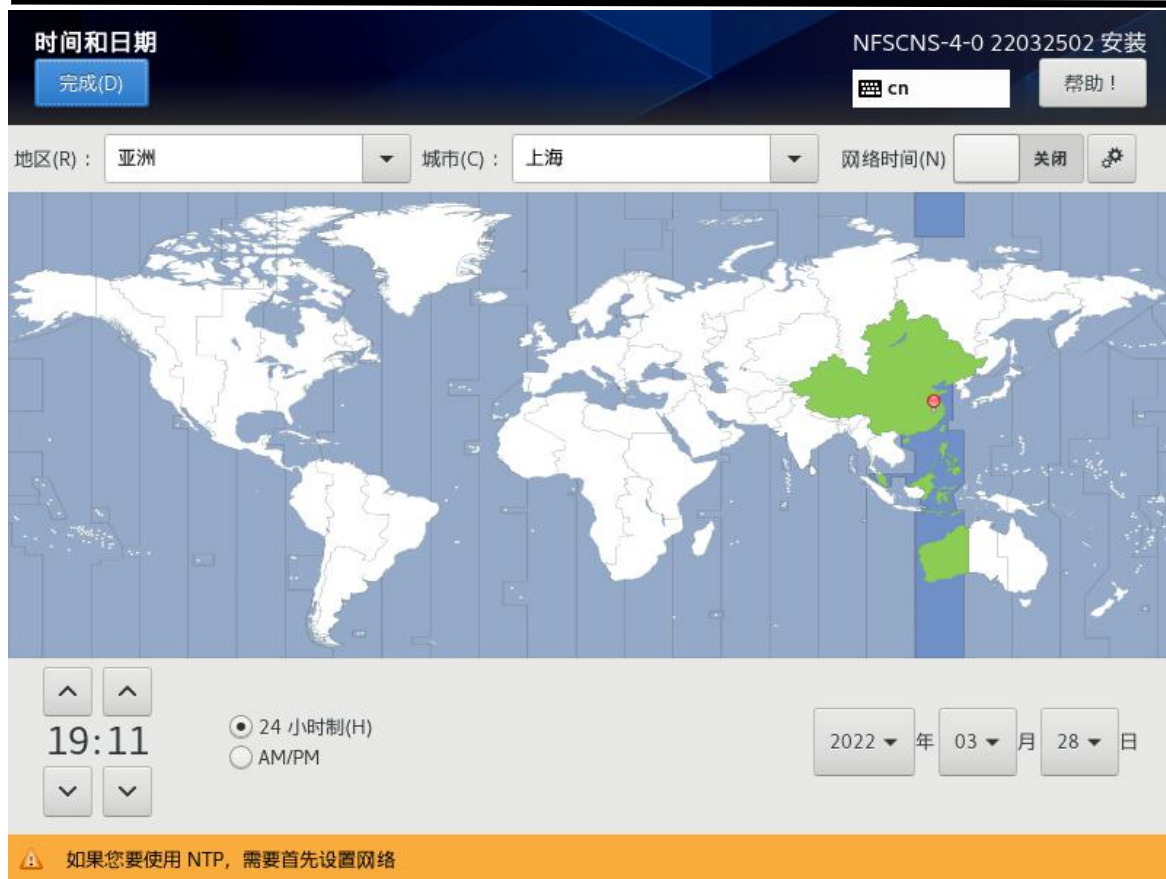 时间和日期
NFSCNS-4-0 22032502 安装
完成(D)
cn
帮助！
地区(R)： 亚洲 城市(C)： 上海 网络时间(N) 关闭
19:11
24 小时制(H)
AM/PM
2022 年 03 月 28 日
如果您要使用 NTP，需要首先设置网络